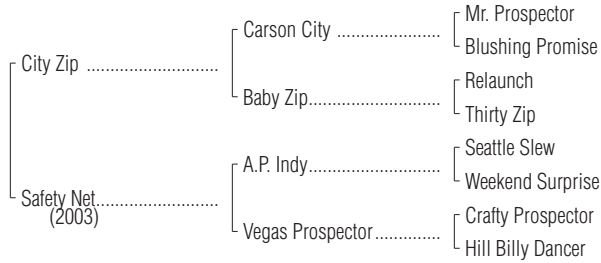 Mr. Prospector
Carson City ........................
Blushing Promise
City Zip ..............................
Relaunch
Baby Zip..............................
Thirty Zip
Seattle Slew
A.P. Indy..............................
Weekend Surprise
Safety Net............................
(2003)
Crafty Prospector
Vegas Prospector...............
Hill Billy Dancer